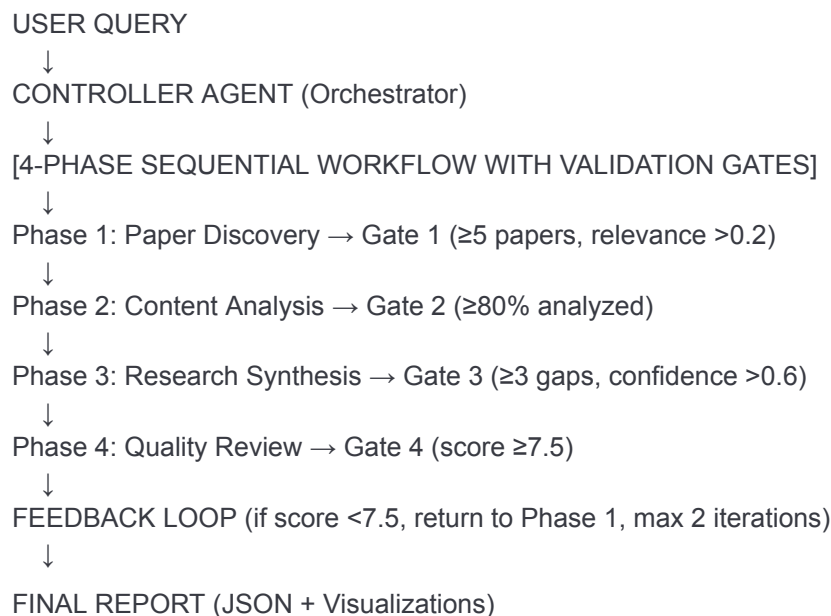 USER QUERY
↓
CONTROLLER AGENT (Orchestrator)
↓
[4-PHASE SEQUENTIAL WORKFLOW WITH VALIDATION GATES]
↓
Phase 1: Paper Discovery → Gate 1 (≥5 papers, relevance >0.2)
↓
Phase 2: Content Analysis → Gate 2 (≥80% analyzed)
↓
Phase 3: Research Synthesis → Gate 3 (≥3 gaps, confidence >0.6)
↓
Phase 4: Quality Review → Gate 4 (score ≥7.5)
↓
FEEDBACK LOOP (if score <7.5, return to Phase 1, max 2 iterations)
↓
FINAL REPORT (JSON + Visualizations)